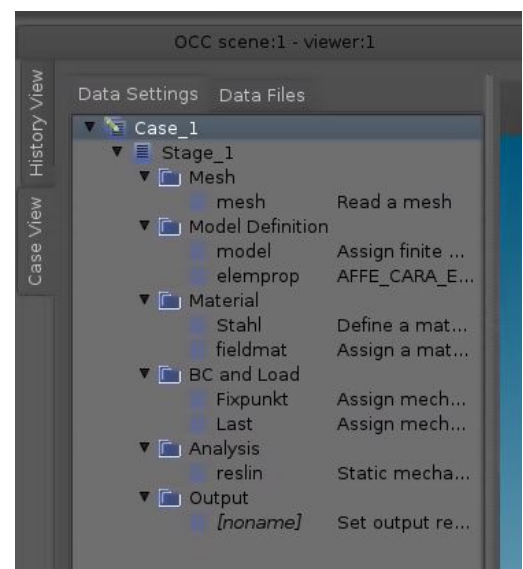 OCC scene:1 - viewer:1
History View
Case View
Data Settings Data Files
Case_1
Stage_1
Mesh
mesh Read a mesh
Model Definition
model Assign finite ...
elemprop AFFE_CARA_E...
Material
Stahl Define a mat...
fieldmat Assign a mat...
BC and Load
Fixpunkt Assign mech...
Last Assign mech...
Analysis
reslin Static mecha...
Output
[noname] Set output re...